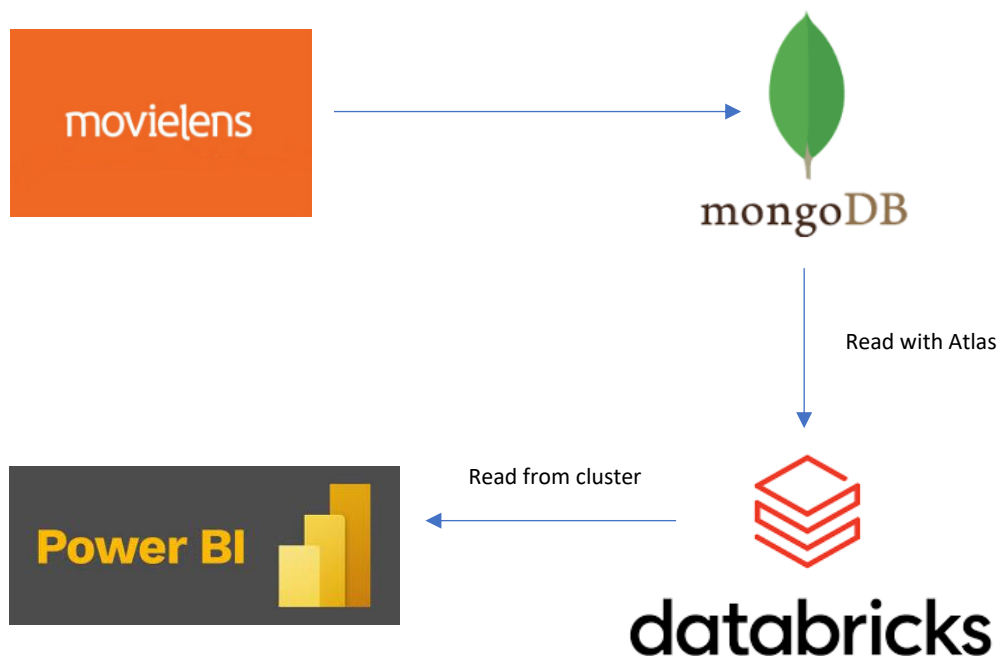 movielens
mongoDB
Read with Atlas
Read from cluster
Power BI
databricks